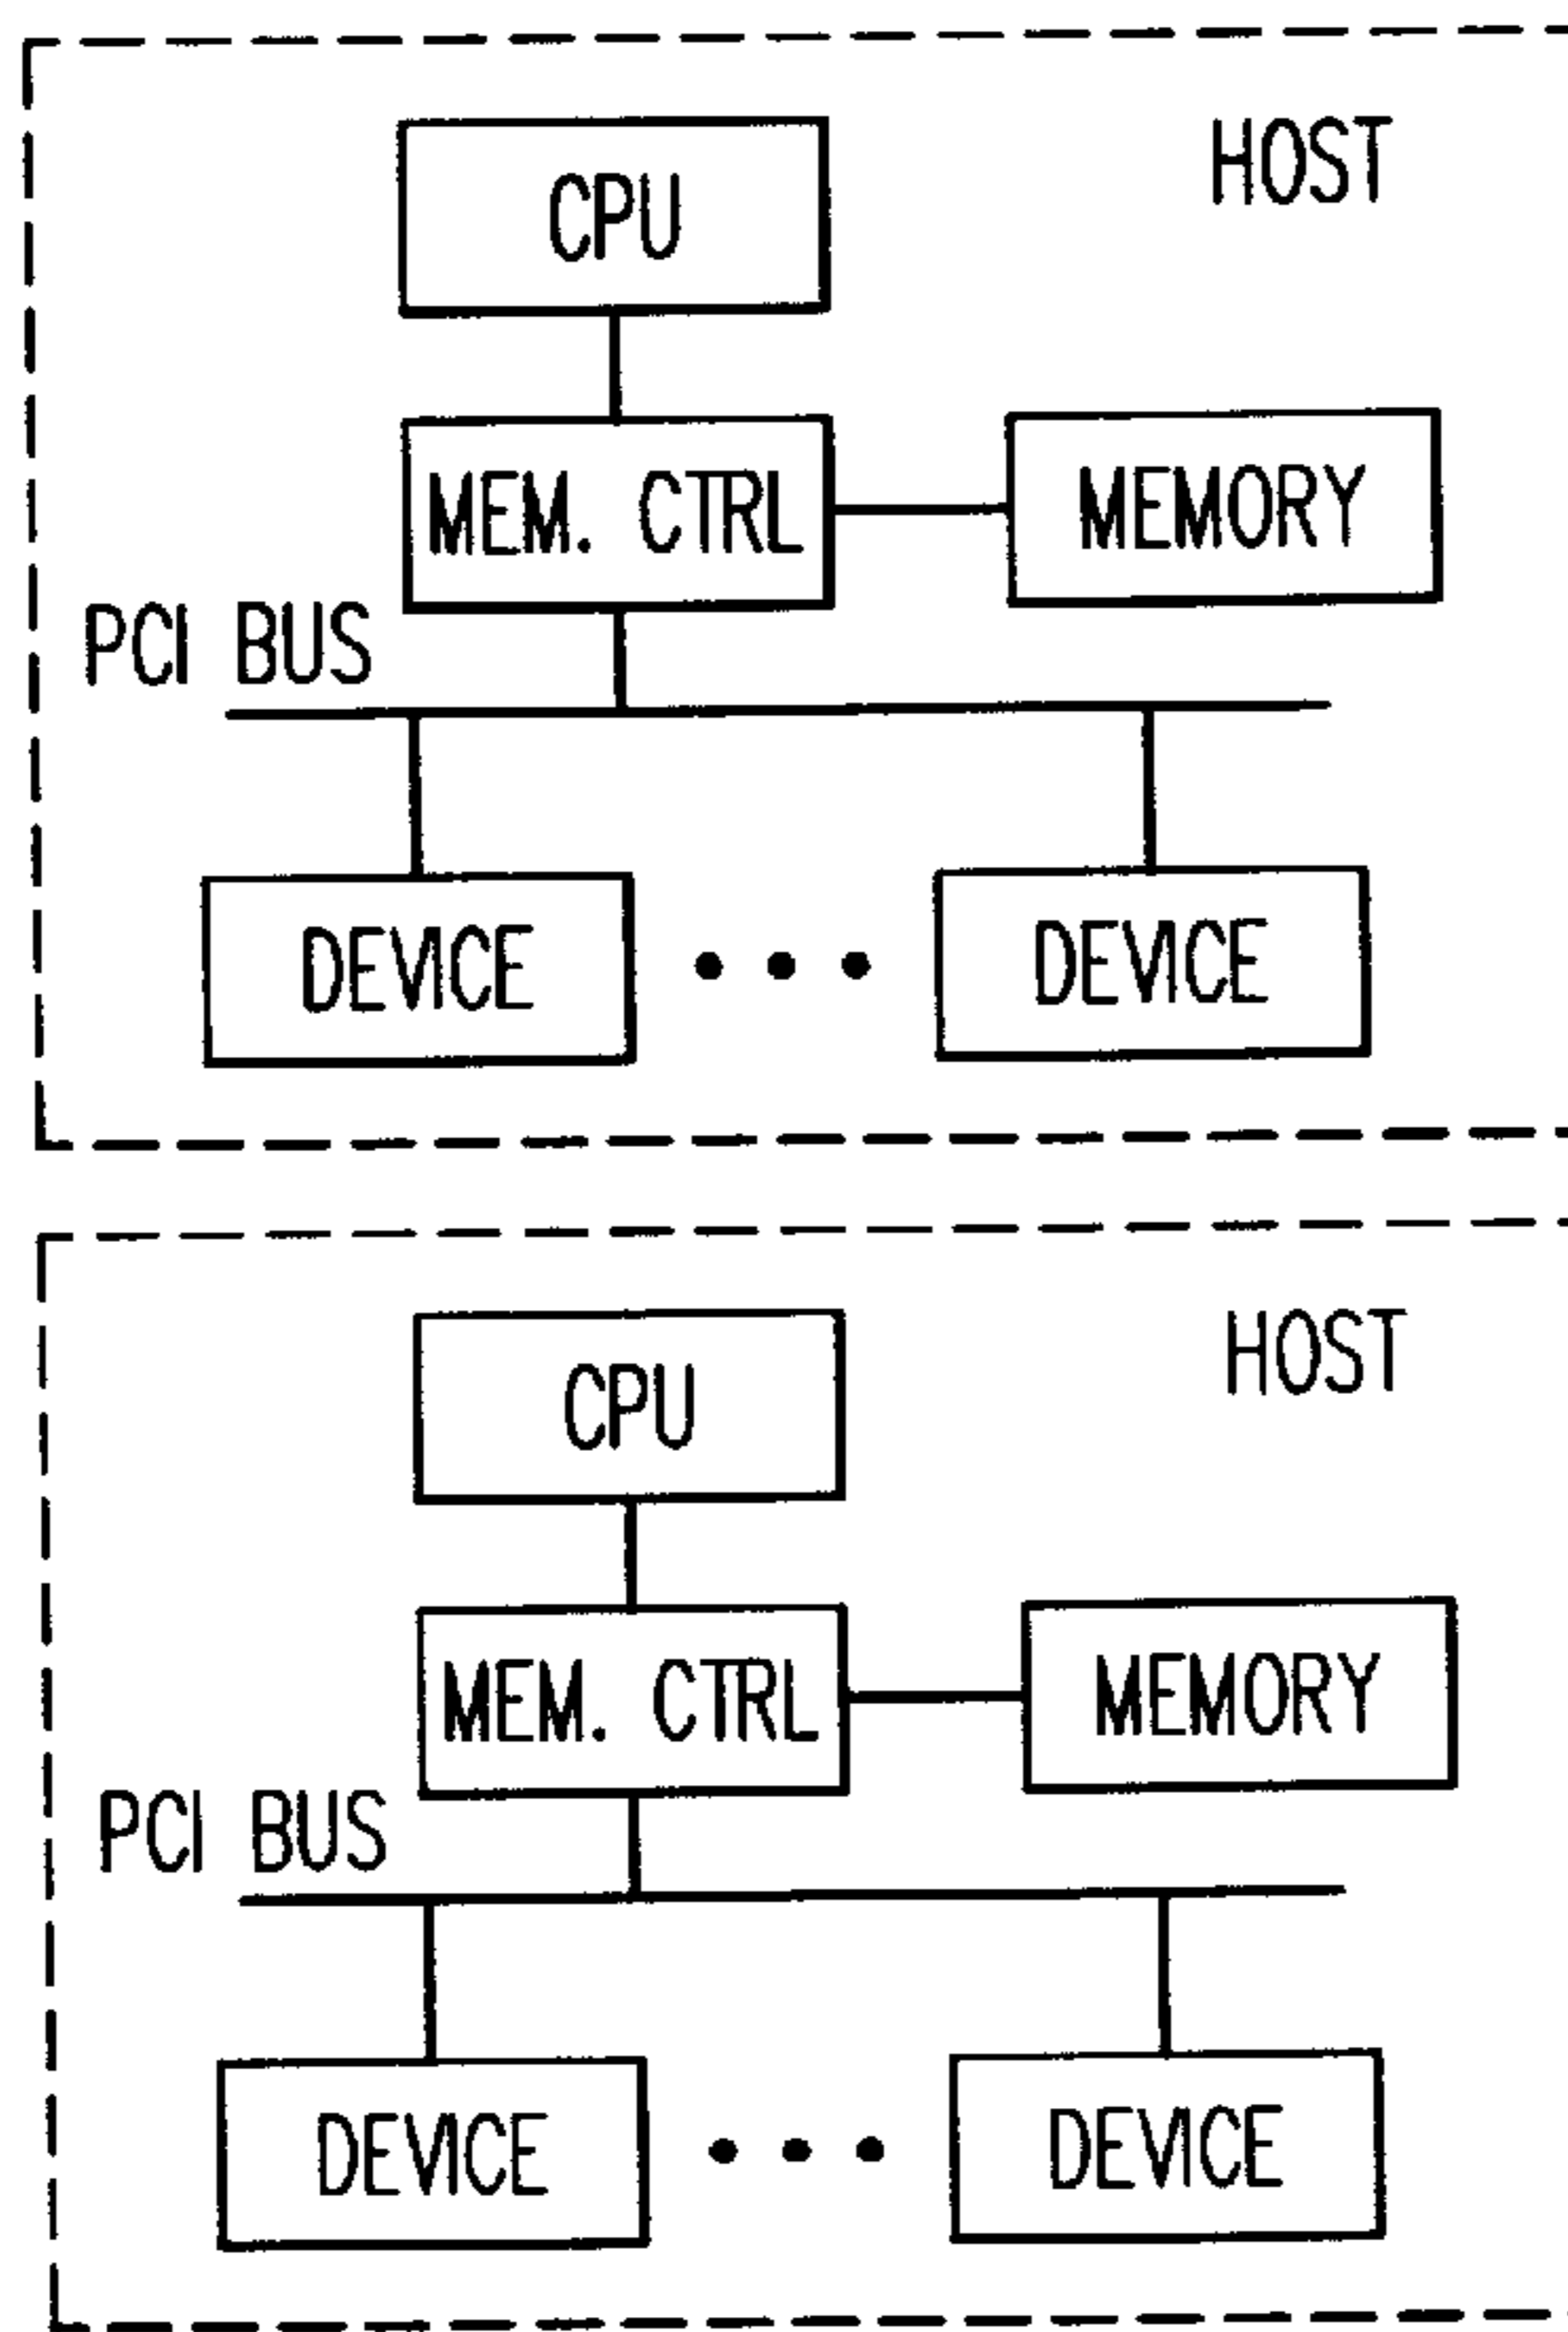 HOST
CPU
MEM. CTRL
MEMORY
PCI BUS
DEVICE
DEVICE
HOST
CPU
MEM. CTRL
MEMORY
PCI BUS
DEVICE
DEVICE